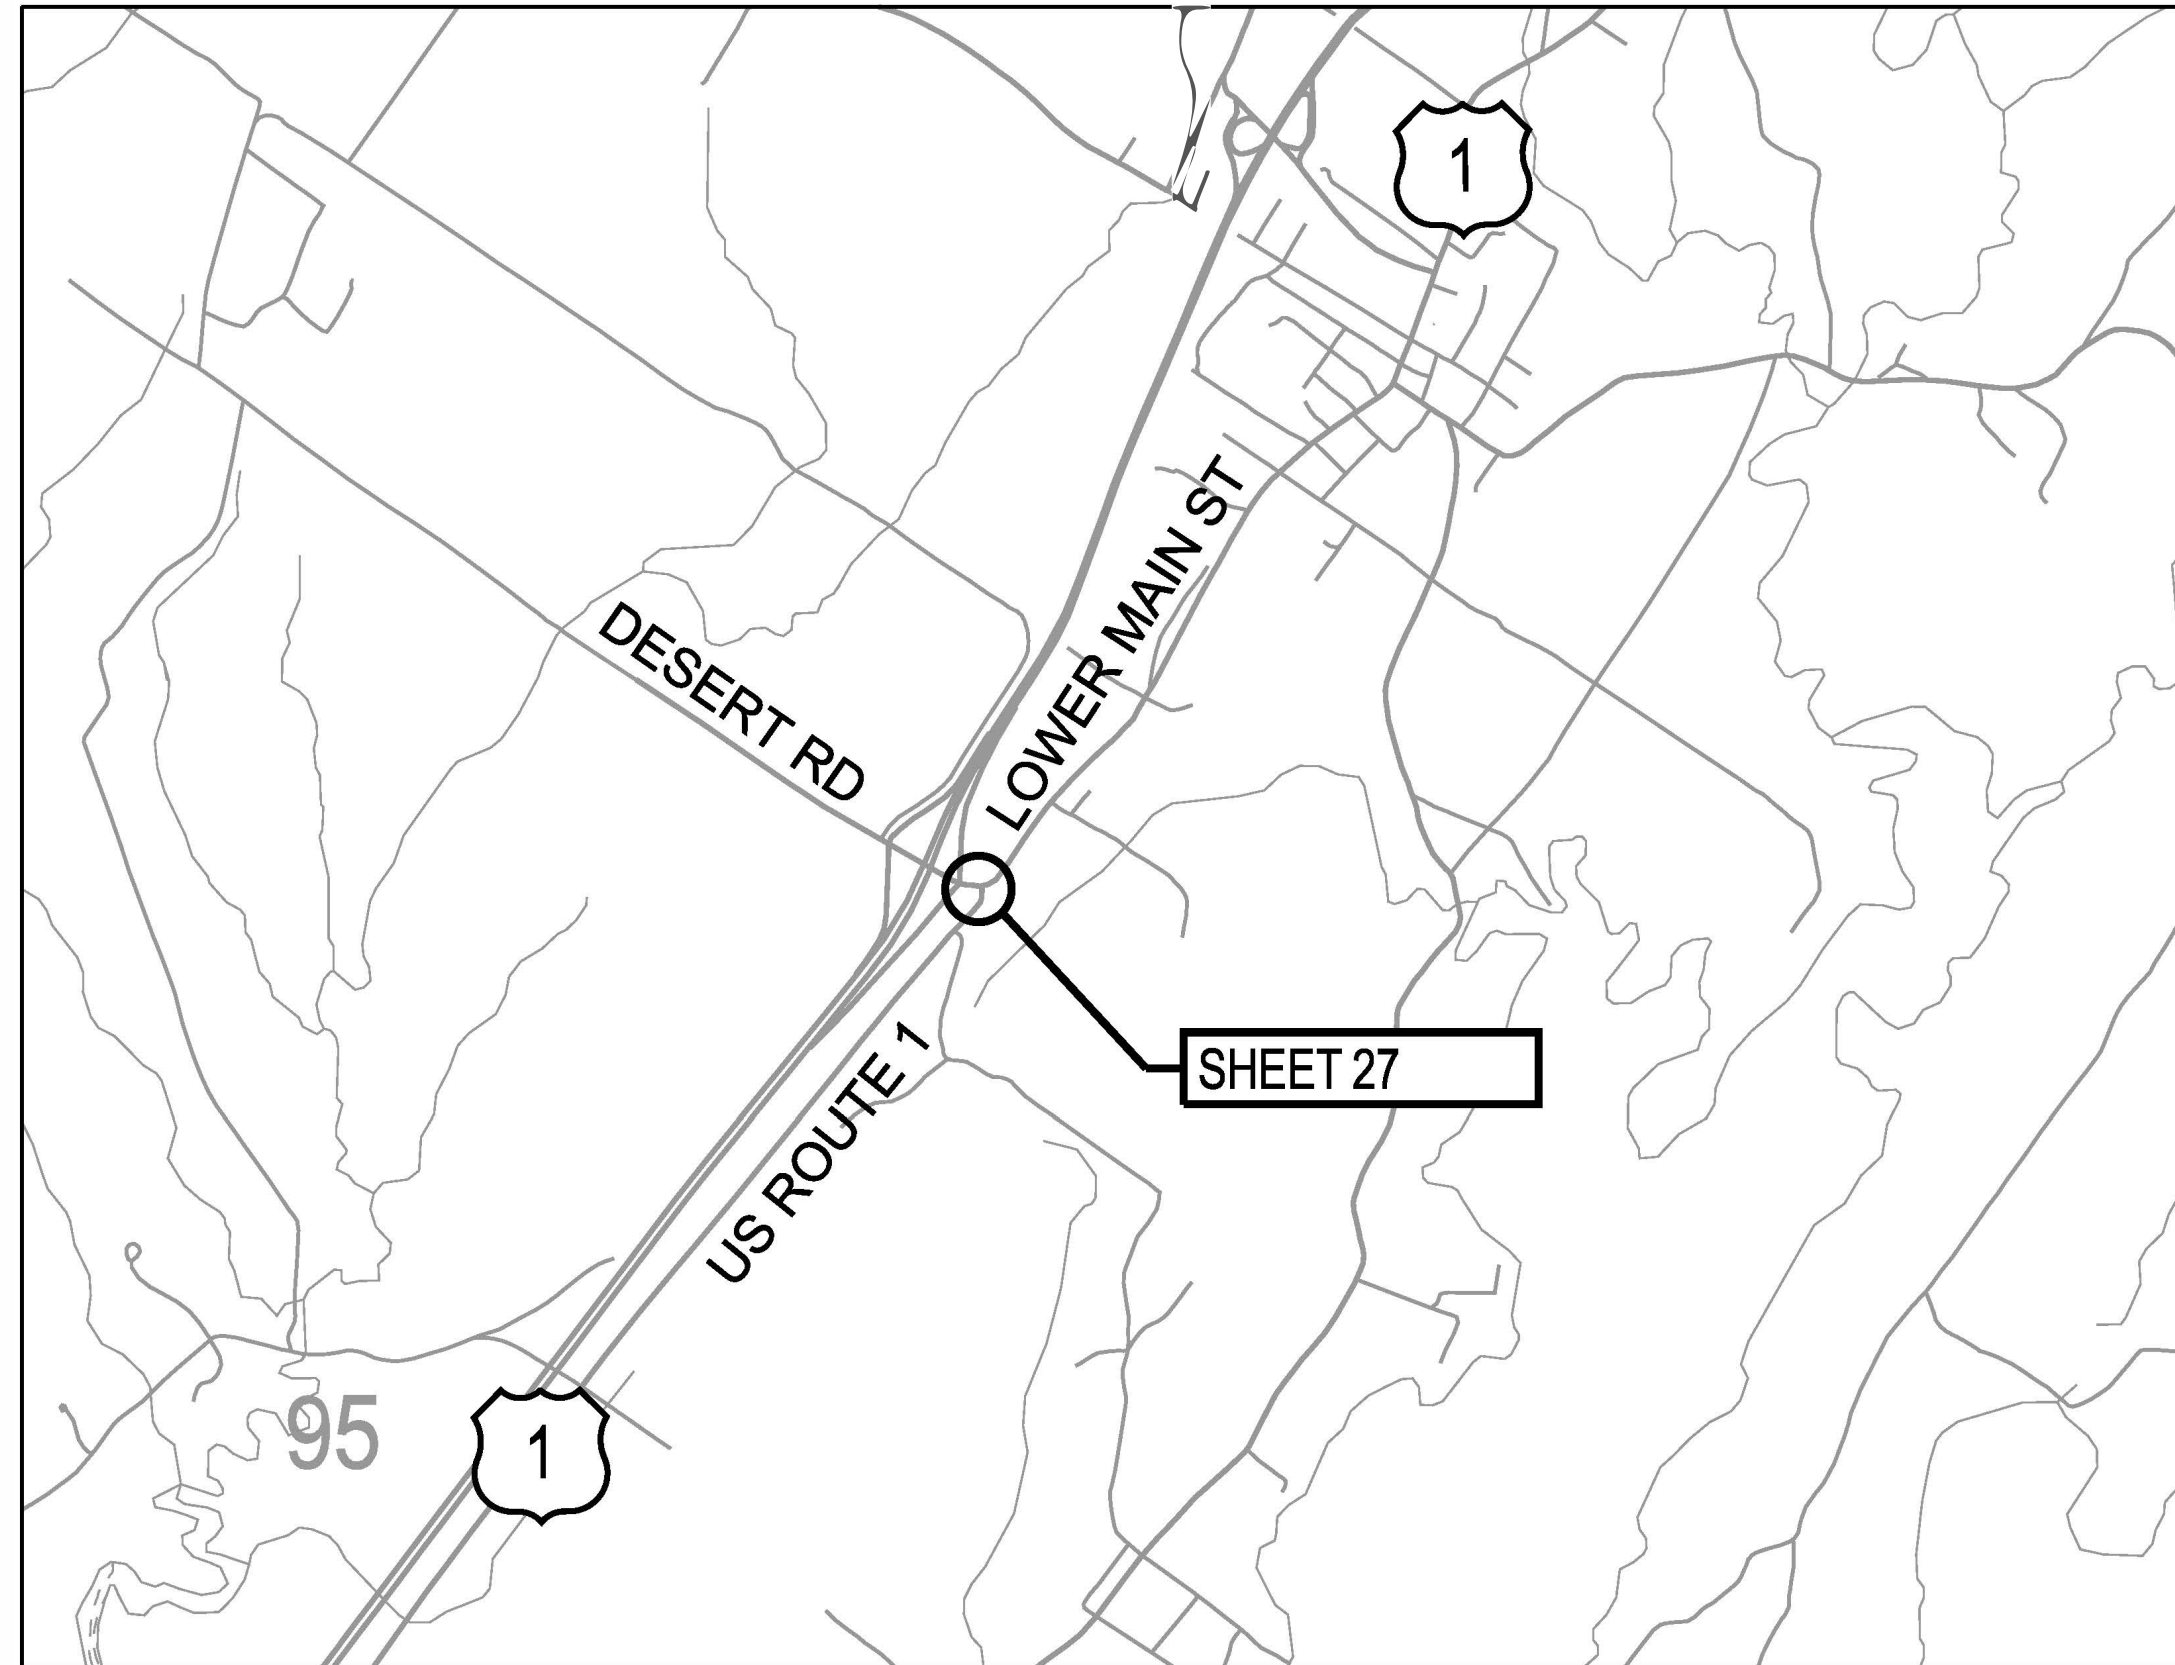 1
LOWER MAIN ST
DESERT RD
SHEET 27
US ROUTE 1
95
1